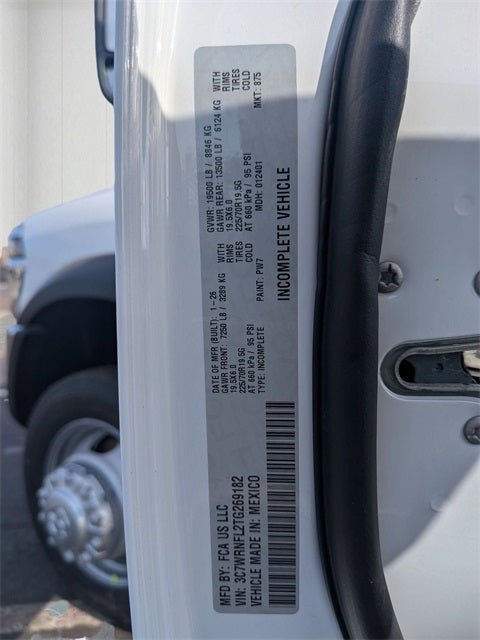 MFD BY: FCA US LLC
VIN: 3C7WRNFL2TG269182
VEHICLE MADE IN: MEXICO
DATE OF MFR (BUILT): 1-26 GVWR: 19500 LB / 8846 KG
GAWR FRONT: 7250 LB / 3289 KG WITH GAWR REAR: 13500 LB / 6124 KG WITH
19.5X6.0 RIMS 19.5X6.0 RIMS
225/70R19.5G TIRES 225/70R19.5G TIRES
AT 660 kPa / 95 PSI COLD AT 660 kPa / 95 PSI COLD
TYPE: INCOMPLETE PAINT: PW7 MDH: 012401 MKT: 875
INCOMPLETE VEHICLE